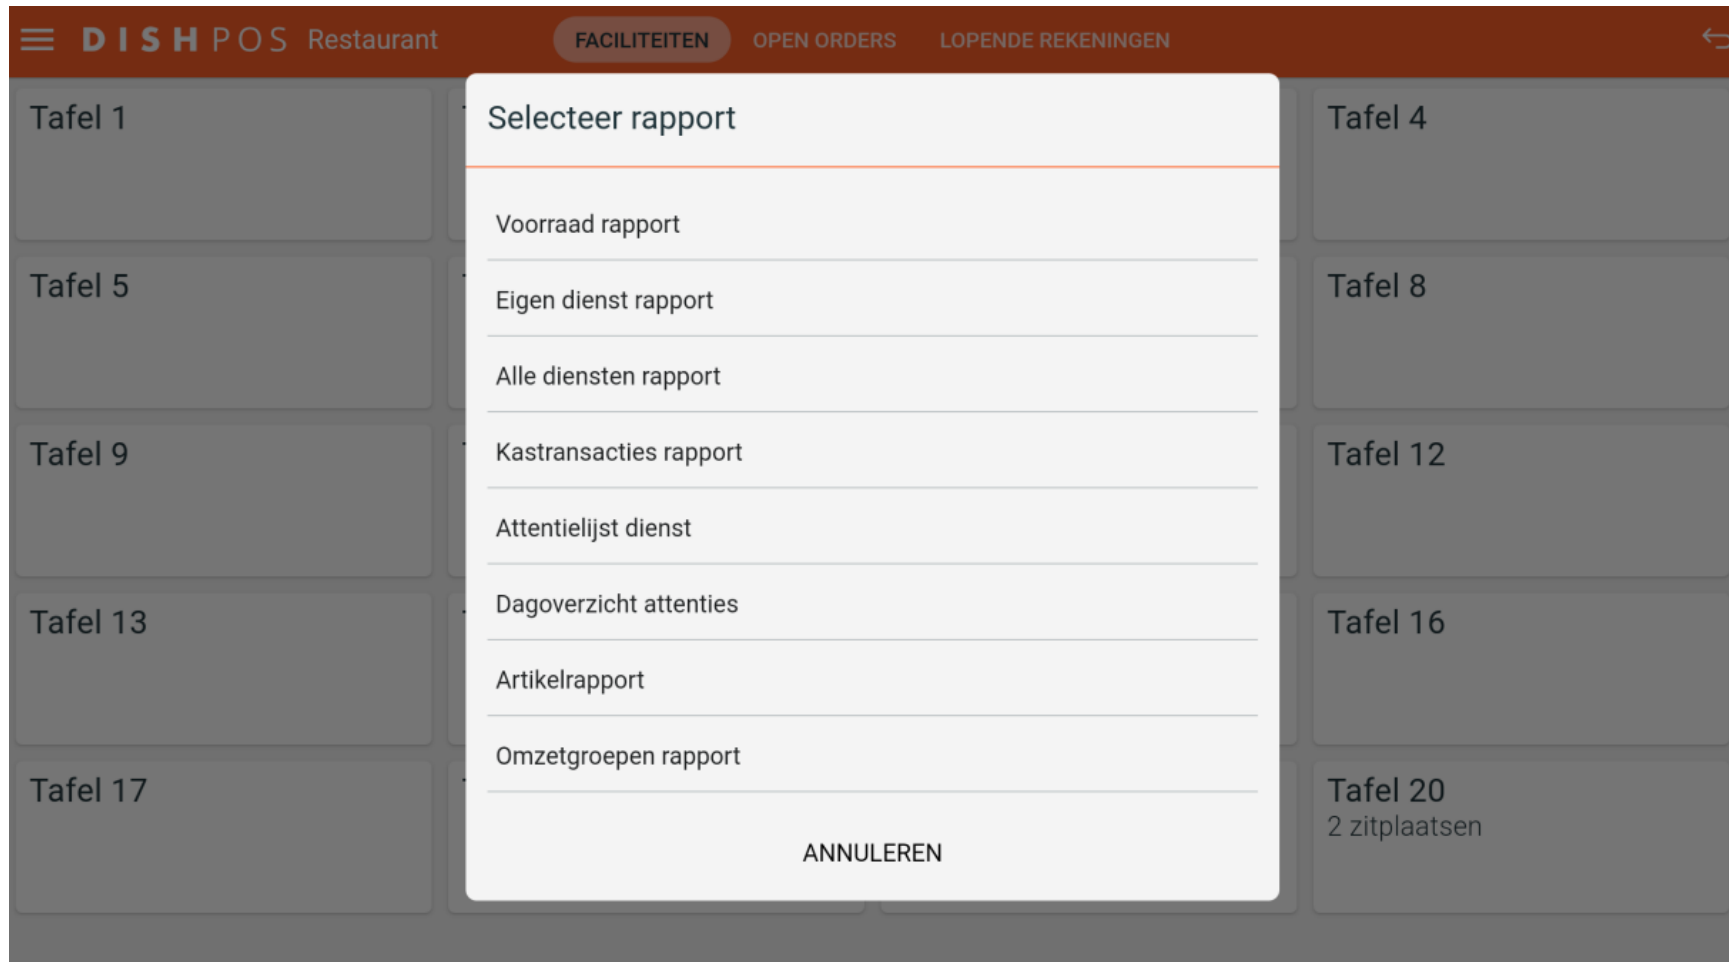 DISH POS Restaurant FACILITEITEN OPEN ORDERS LOPENDE REKENINGEN
Tafel 1
Tafel 4
Selecteer rapport
Voorraad rapport
Eigen dienst rapport
Alle diensten rapport
Kastransacties rapport
Attentielijst dienst
Dagoverzicht attenties
Artikelrapport
Omzetgroepen rapport
ANNULEREN
Tafel 5
Tafel 8
Tafel 9
Tafel 12
Tafel 13
Tafel 16
Tafel 17
Tafel 20
2 zitplaatsen